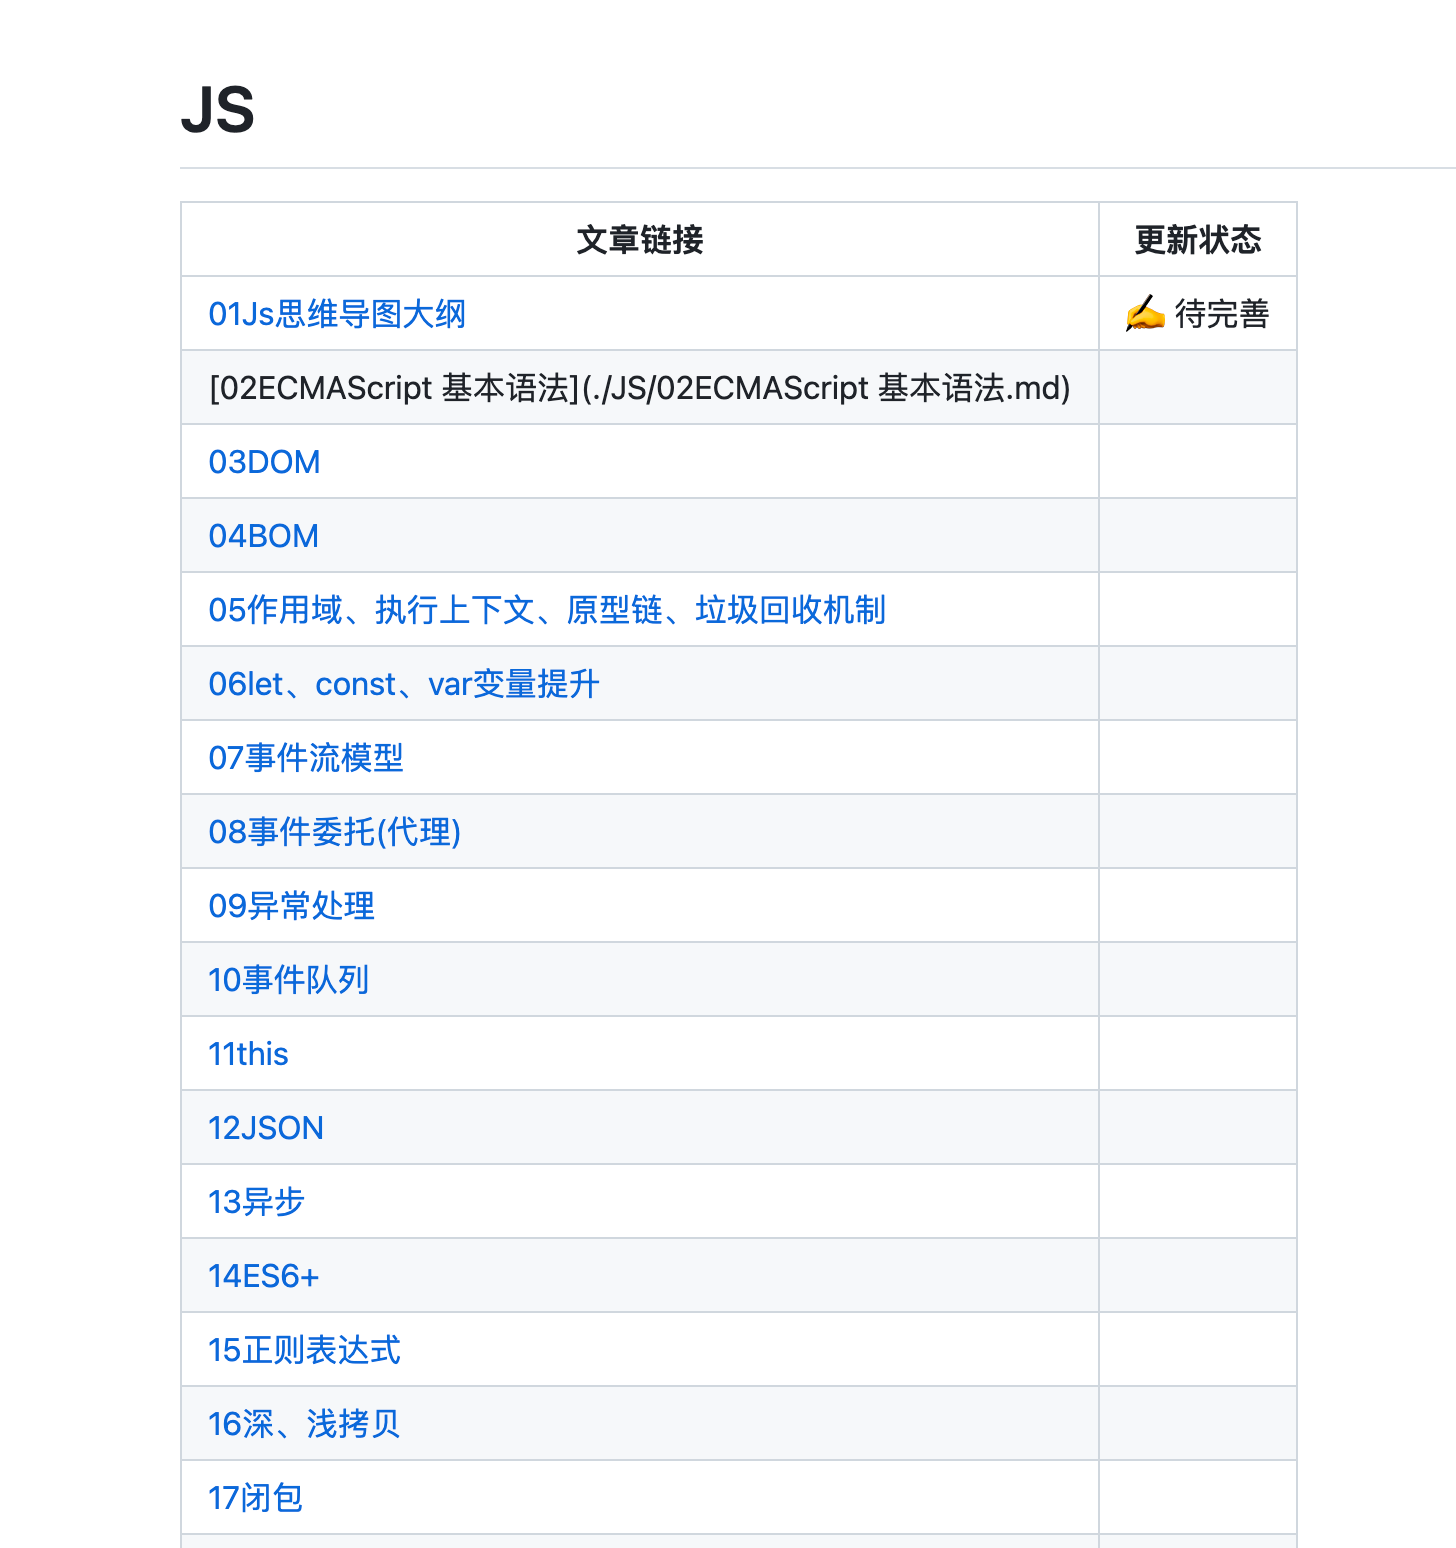 JS
文章链接 更新状态
01Js思维导图大纲 ✍️ 待完善
[02ECMAScript 基本语法](./JS/02ECMAScript 基本语法.md)
03DOM
04BOM
05作用域、执行上下文、原型链、垃圾回收机制
06let、const、var变量提升
07事件流模型
08事件委托(代理)
09异常处理
10事件队列
11this
12JSON
13异步
14ES6+
15正则表达式
16深、浅拷贝
17闭包